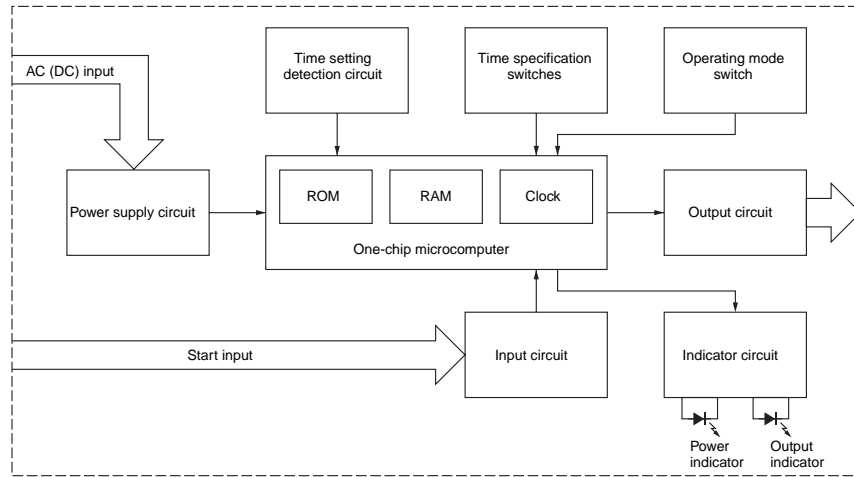 AC (DC) input
Time setting
detection circuit
Time specification
switches
Operating mode
switch
Power supply circuit
ROM
RAM
Clock
One-chip microcomputer
Output circuit
Start input
Input circuit
Indicator circuit
Power
indicator
Output
indicator